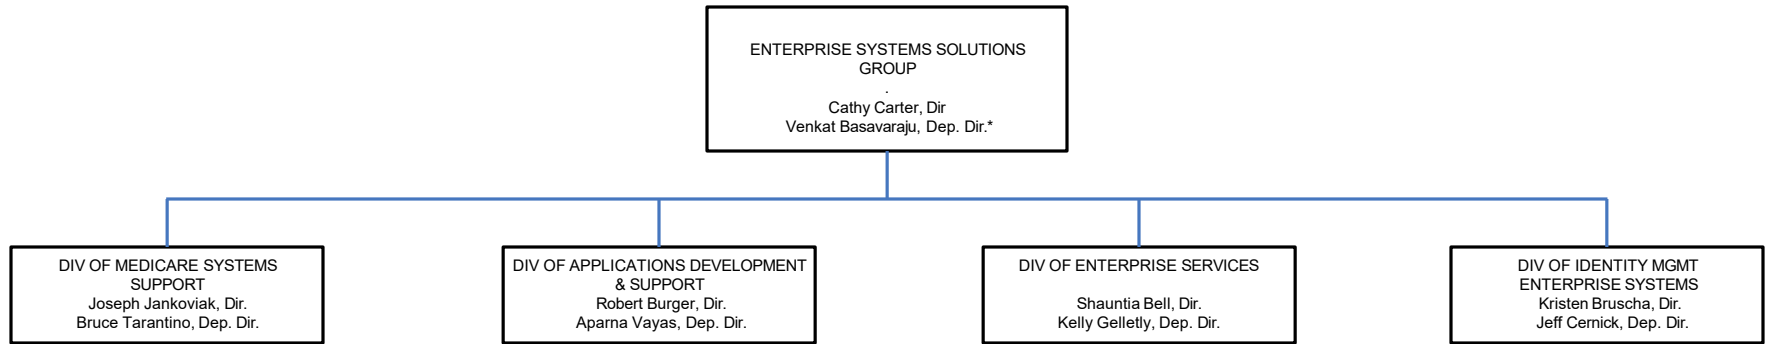 ENTERPRISE SYSTEMS SOLUTIONS
GROUP
.
Cathy Carter, Dir
Venkat Basavaraju, Dep. Dir.*
DIV OF MEDICARE SYSTEMS
SUPPORT
Joseph Jankoviak, Dir.
Bruce Tarantino, Dep. Dir.
DIV OF APPLICATIONS DEVELOPMENT
& SUPPORT
Robert Burger, Dir.
Aparna Vayas, Dep. Dir.
DIV OF ENTERPRISE SERVICES
Shauntia Bell, Dir.
Kelly Gelletly, Dep. Dir.
DIV OF IDENTITY MGMT
ENTERPRISE SYSTEMS
Kristen Bruscha, Dir.
Jeff Cernick, Dep. Dir.